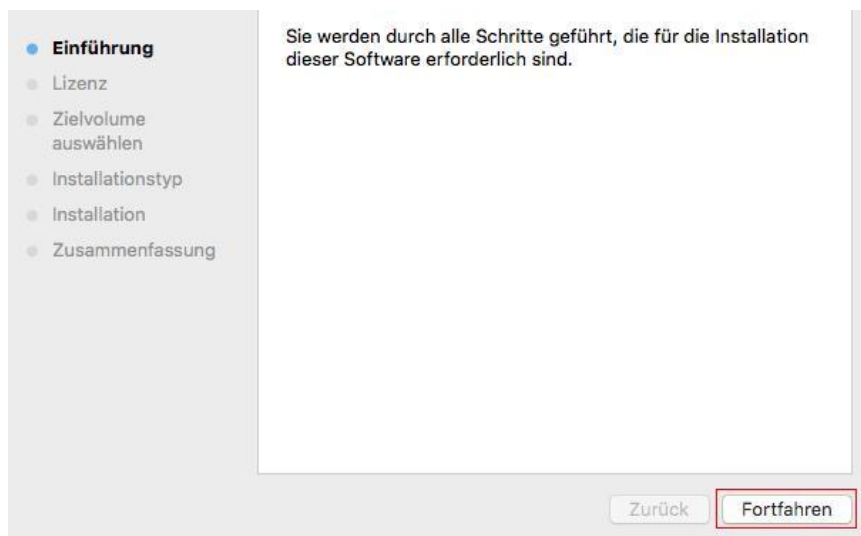 Einführung
Lizenz
Zielvolume
auswählen
Installationstyp
Installation
Zusammenfassung
Sie werden durch alle Schritte geführt, die für die Installation
dieser Software erforderlich sind.
Zurück
Fortfahren